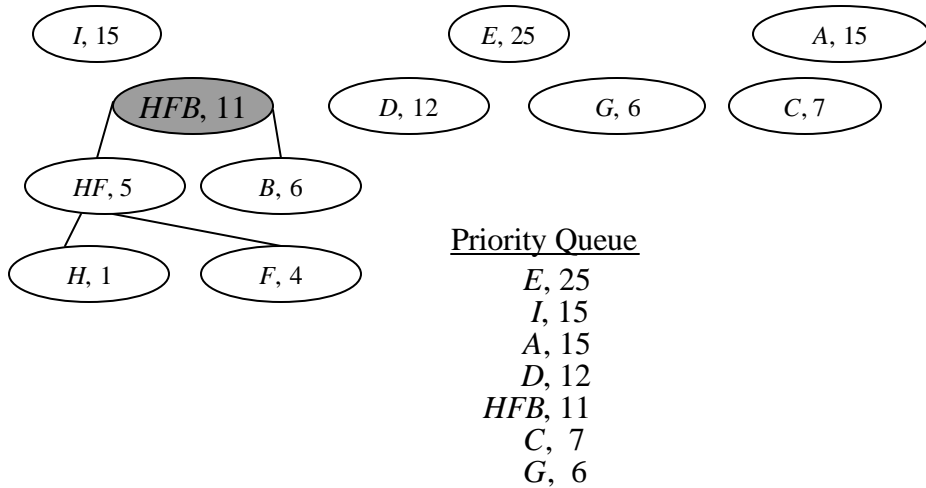 I, 15 E, 25 A, 15
HFB, 11 D, 12 G, 6 C, 7
HF, 5 B, 6
H, 1 F, 4
Priority Queue
E, 25
I, 15
A, 15
D, 12
HFB, 11
C, 7
G, 6